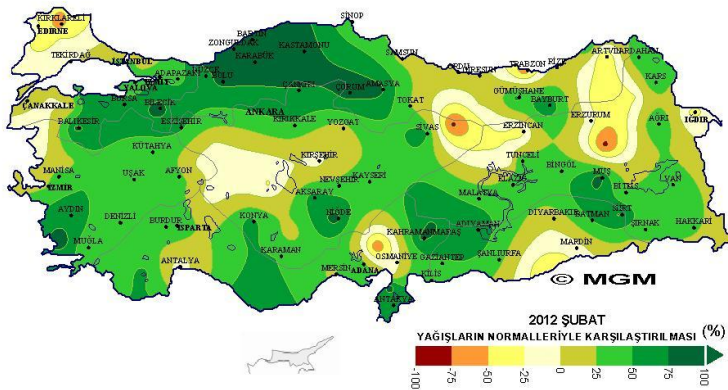 SİNOP
KIRKLARELİ
EDİRNE
BARTIN
ZONGULDAK
KASTAMONU
KARABÜK
SAMSUN
TEKİRDAĞ
İSTANBUL
ORDU
TRABZON
RİZE
ARTVİN
ARDAHAN
ADAPAZARI
BOLU
KARS
YALOVA
ÇORUM
AMASYA
GÜMÜŞHANE
BAYBURT
ÇANAKKALE
BURSA
BİLECİK
ANKARA
TOKAT
BALIKESİR
ESKİŞEHİR
KIRIKKALE
YOZGAT
SİVAS
ERZİNCAN
ERZURUM
AĞRI
IĞDIR
KÜTAHYA
KIRŞEHİR
TUNCELİ
MANİSA
UŞAK
AFYON
NEVŞEHİR
KAYSERİ
BİNGÖL
MUŞ
VAN
İZMİR
AKSARAY
MALATYA
BİTLİS
AYDIN
DENİZLİ
BURDUR
ISPARTA
KONYA
NİĞDE
KAHRAMANMARAŞ
ADIYAMAN
DİYARBAKIR
BATMAN
SİİRT
ŞIRNAK
HAKKARİ
MUĞLA
ANTALYA
KARAMAN
MERSİN
ADANA
OSMANİYE
GAZİANTEP
KİLİS
ŞANLIURFA
MARDİN
ANTAKYA
© MGM
2012 ŞUBAT
YAĞIŞLARIN NORMALLERİYLE KARŞILAŞTIRILMASI (%)
-100 -75 -50 -25 0 25 50 75 100